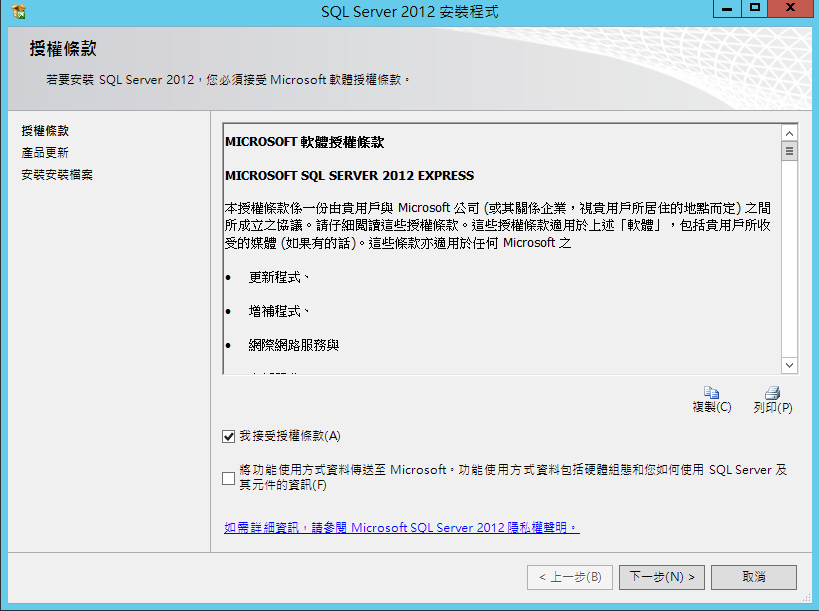 SQL Server 2012 安裝程式
授權條款
若要安裝 SQL Server 2012，您必須接受 Microsoft 軟體授權條款。
授權條款
產品更新
安裝安裝檔案
MICROSOFT 軟體授權條款
MICROSOFT SQL SERVER 2012 EXPRESS
本授權條款係一份由貴用戶與 Microsoft 公司 (或其關係企業，視貴用戶所居住的地點而定) 之間
所成立之協議。請仔細閱讀這些授權條款。這些授權條款適用於上述「軟體」，包括貴用戶所收
受的媒體 (如果有的話)。這些條款亦適用於任何 Microsoft 之
• 更新程式、
• 增補程式、
• 網際網路服務與
複製(C)
列印(P)
我接受授權條款(A)
將功能使用方式資料傳送至 Microsoft。功能使用方式資料包括硬體組態和您如何使用 SQL Server 及
其元件的資訊(F)
如需詳細資訊，請參閱 Microsoft SQL Server 2012 隱私權聲明。
< 上一步(B)
下一步(N) >
取消